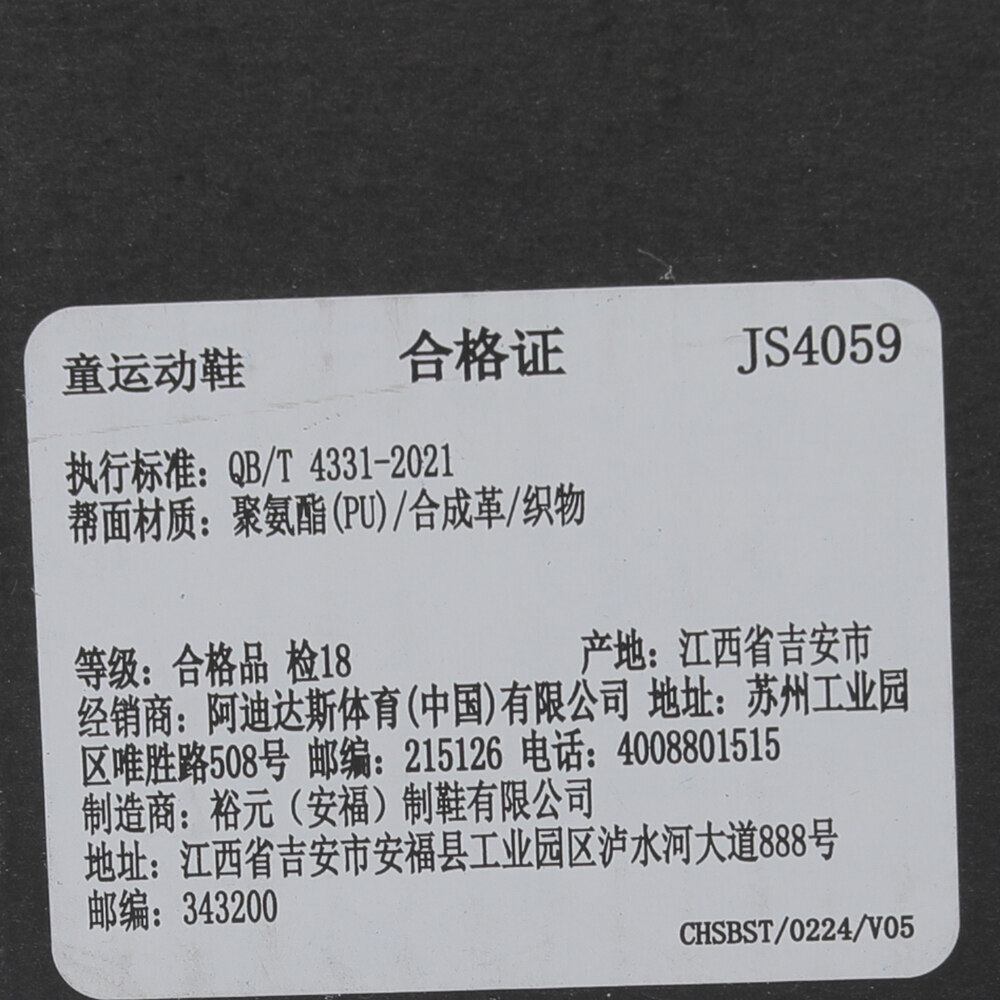 童运动鞋 合格证 JS4059
执行标准：QB/T 4331-2021
帮面材质：聚氨酯(PU)/合成革/织物
等级：合格品 检18 产地：江西省吉安市
经销商：阿迪达斯体育(中国)有限公司 地址：苏州工业园
区唯胜路508号 邮编：215126 电话：4008801515
制造商：裕元（安福）制鞋有限公司
地址：江西省吉安市安福县工业园区泸水河大道888号
邮编：343200
CHSBST/0224/V05